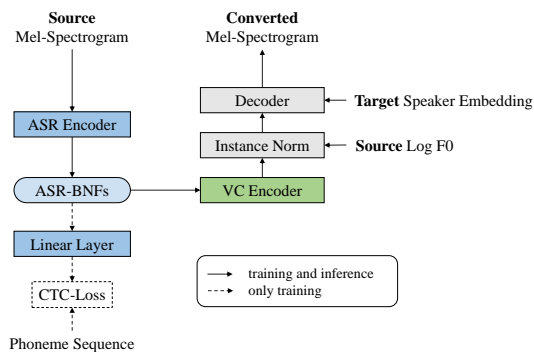 Source
Mel-Spectrogram
ASR Encoder
ASR-BNFs
Linear Layer
CTC-Loss
Phoneme Sequence
Converted
Mel-Spectrogram
Decoder
Target Speaker Embedding
Instance Norm
Source Log F0
VC Encoder
training and inference
only training